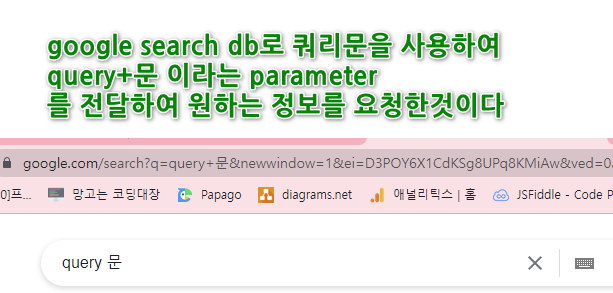 google search db로 쿼리문을 사용하여
query+문 이라는 parameter
를 전달하여 원하는 정보를 요청한것이다
google.com/search?q=query+문&newwindow=1&ei=D3POY6X1CdKSg8UPq8KMiAw&ved=0
0]프... 망고는 코딩대장 Papago diagrams.net 애널리틱스 | 홈 JSFiddle - Code P
query 문